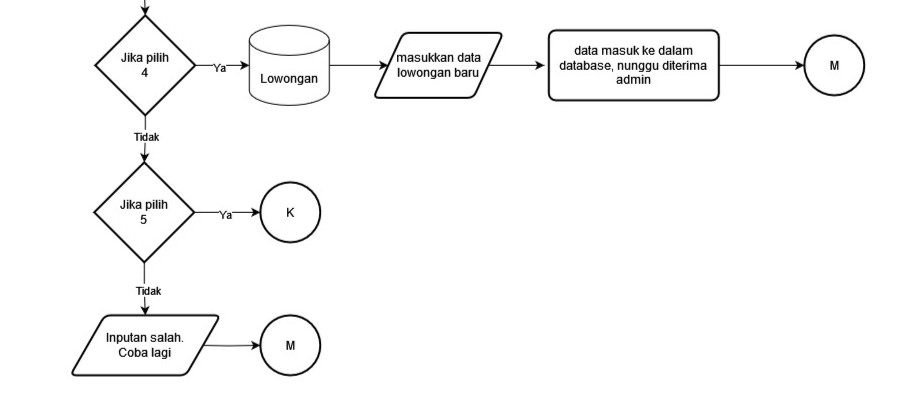 Jika pilih
4
Ya
Lowongan
masukkan data
lowongan baru
data masuk ke dalam
database, nunggu diterima
admin
M
Tidak
Jika pilih
5
Ya
K
Tidak
Inputan salah.
Coba lagi
M